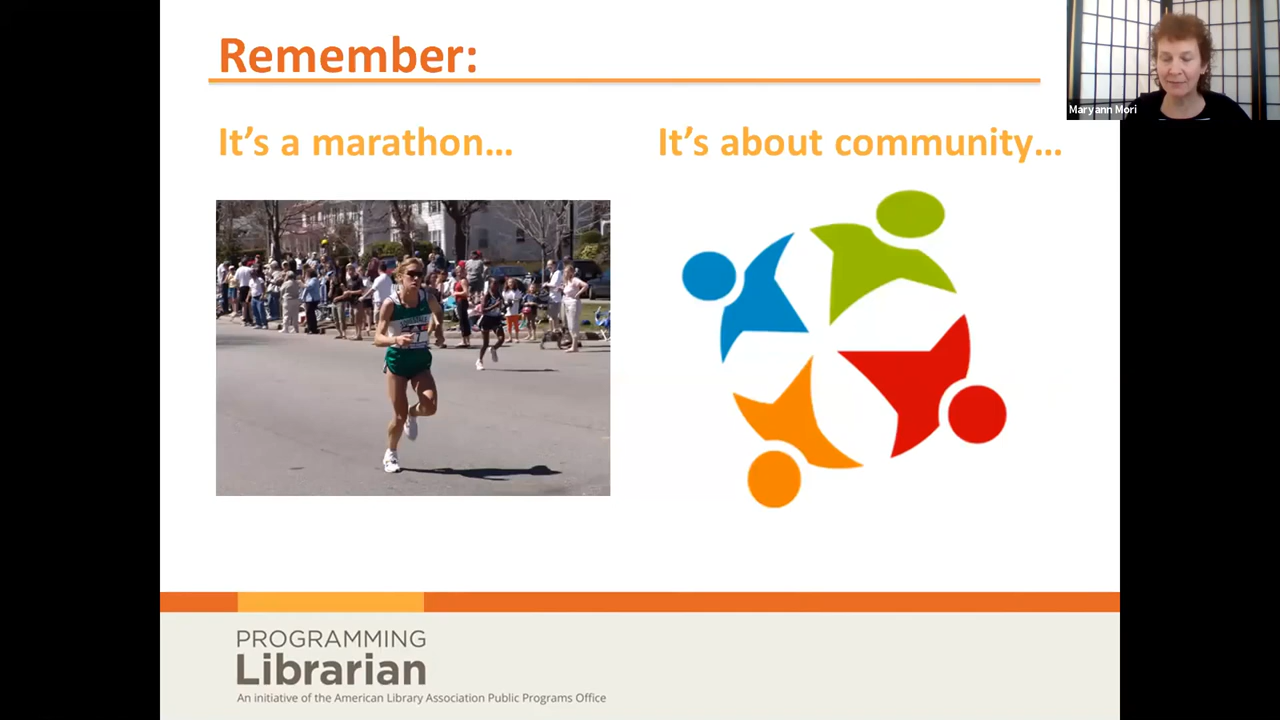 Remember:
It's a marathon...
It's about community...
Maryann Mori
PROGRAMMING
Librarian
An initiative of the American Library Association Public Programs Office